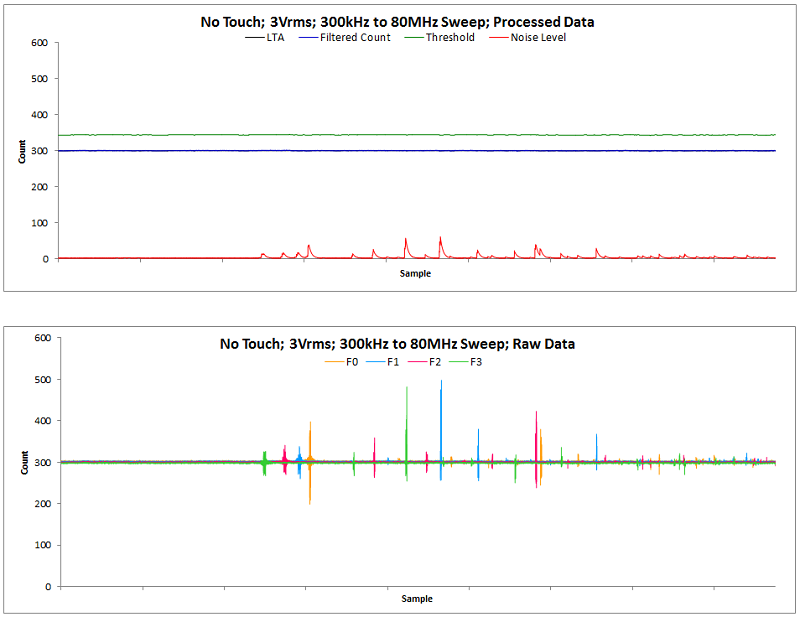 No Touch; 3Vrms; 300kHz to 80MHz Sweep; Processed Data
LTA Filtered Count Threshold Noise Level
600
500
400
300
200
100
0
Count
Sample
No Touch; 3Vrms; 300kHz to 80MHz Sweep; Raw Data
F0 F1 F2 F3
600
500
400
300
200
100
0
Count
Sample